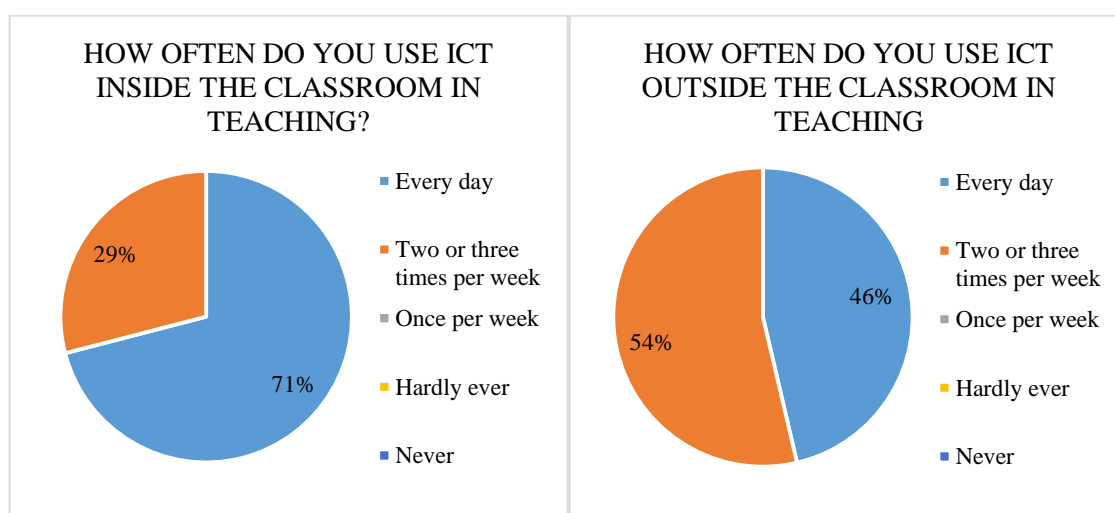 HOW OFTEN DO YOU USE ICT
INSIDE THE CLASSROOM IN
TEACHING?
29%
71%
Every day
Two or three
times per week
Once per week
Hardly ever
Never
HOW OFTEN DO YOU USE ICT
OUTSIDE THE CLASSROOM IN
TEACHING
46%
54%
Every day
Two or three
times per week
Once per week
Hardly ever
Never